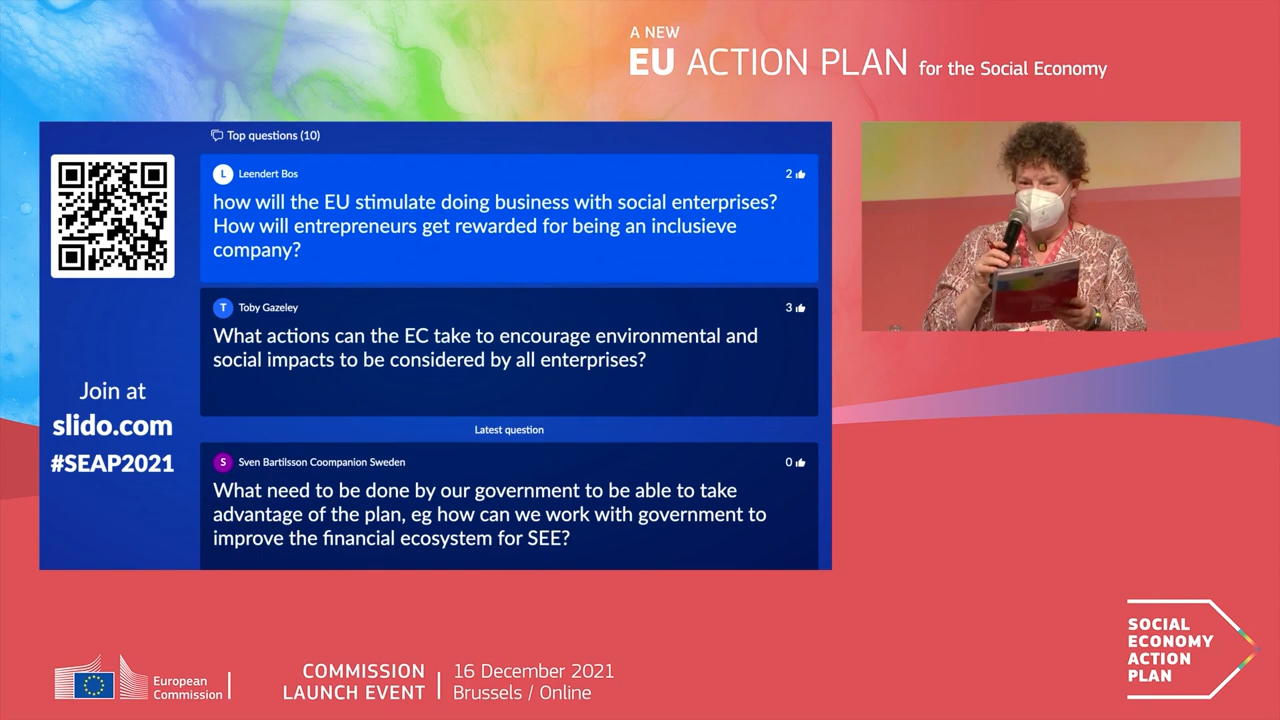 A NEW
EU ACTION PLAN for the Social Economy
Top questions (10)
L Leendert Bos 2
how will the EU stimulate doing business with social enterprises?
How will entrepreneurs get rewarded for being an inclusieve
company?
T Toby Gazeley 3
What actions can the EC take to encourage environmental and
social impacts to be considered by all enterprises?
Latest question
S Sven Bartilsson Coompanion Sweden 0
What need to be done by our government to be able to take
advantage of the plan, eg how can we work with government to
improve the financial ecosystem for SEE?
Join at
slido.com
#SEAP2021
European
Commission
COMMISSION
LAUNCH EVENT
16 December 2021
Brussels / Online
SOCIAL
ECONOMY
ACTION
PLAN